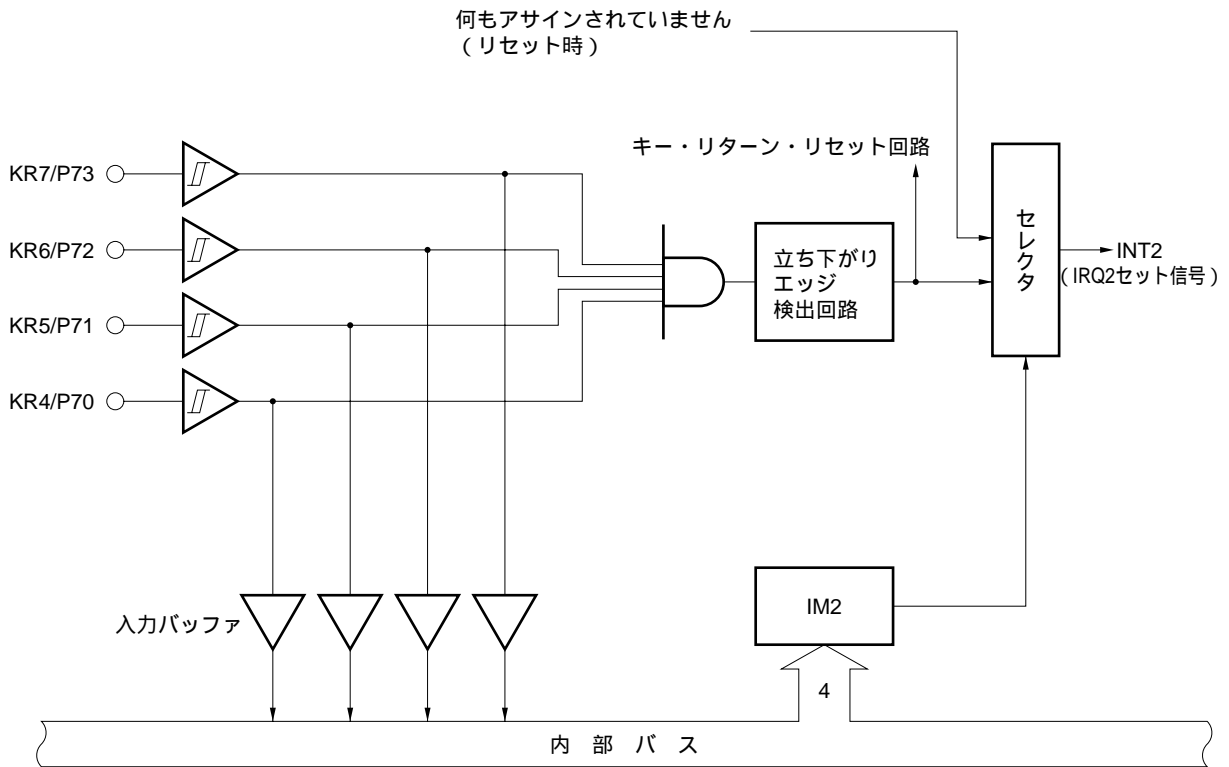 何もアサインされていません
(リセット時)
キー・リターン・リセット回路
KR7/P73
KR6/P72
KR5/P71
KR4/P70
立ち下がり
エッジ
検出回路
セレクタ
INT2
(IRQ2セット信号)
入力バッファ
IM2
4
内 部 バ ス